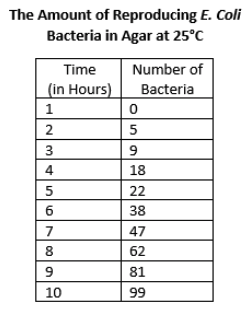 The Amount of Reproducing E. Coli
Bacteria in Agar at 25°C
Time Number of
(in Hours) Bacteria
1 0
2 5
3 9
4 18
5 22
6 38
7 47
8 62
9 81
10 99